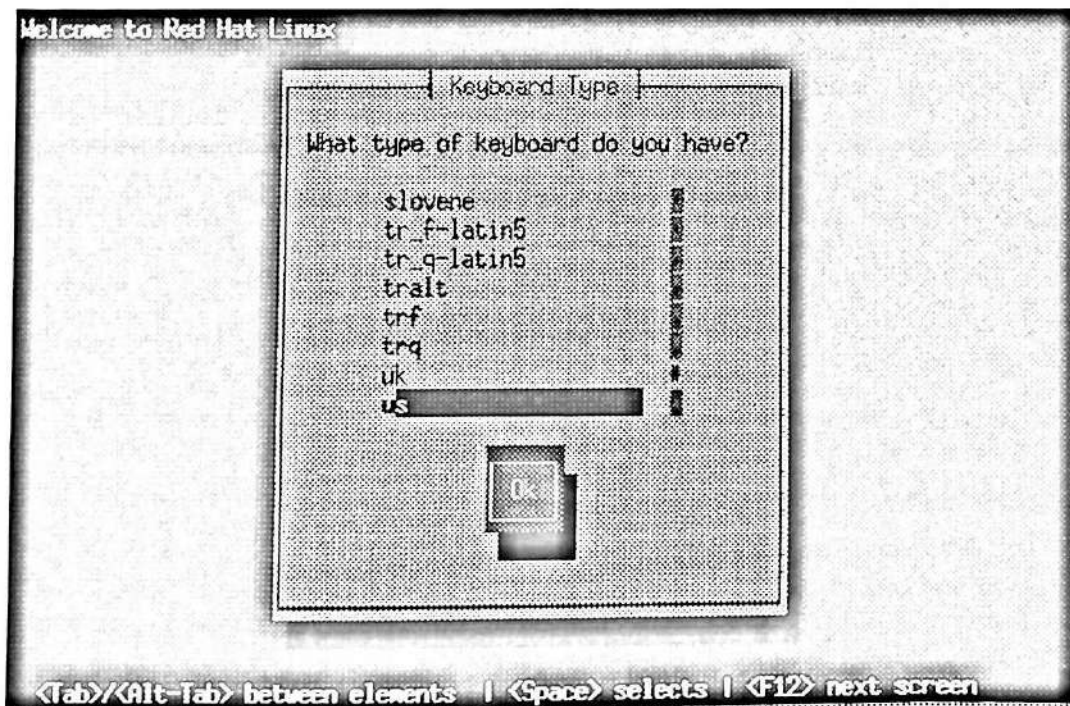 Welcome to Red Hat Linux
Keyboard Type
What type of keyboard do you have?
slovene
tr_f-latin5
tr_q-latin5
tralt
trf
trq
uk
us
Ok
<Tab>/<Alt-Tab> between elements | <Space> selects | <F12> next screen